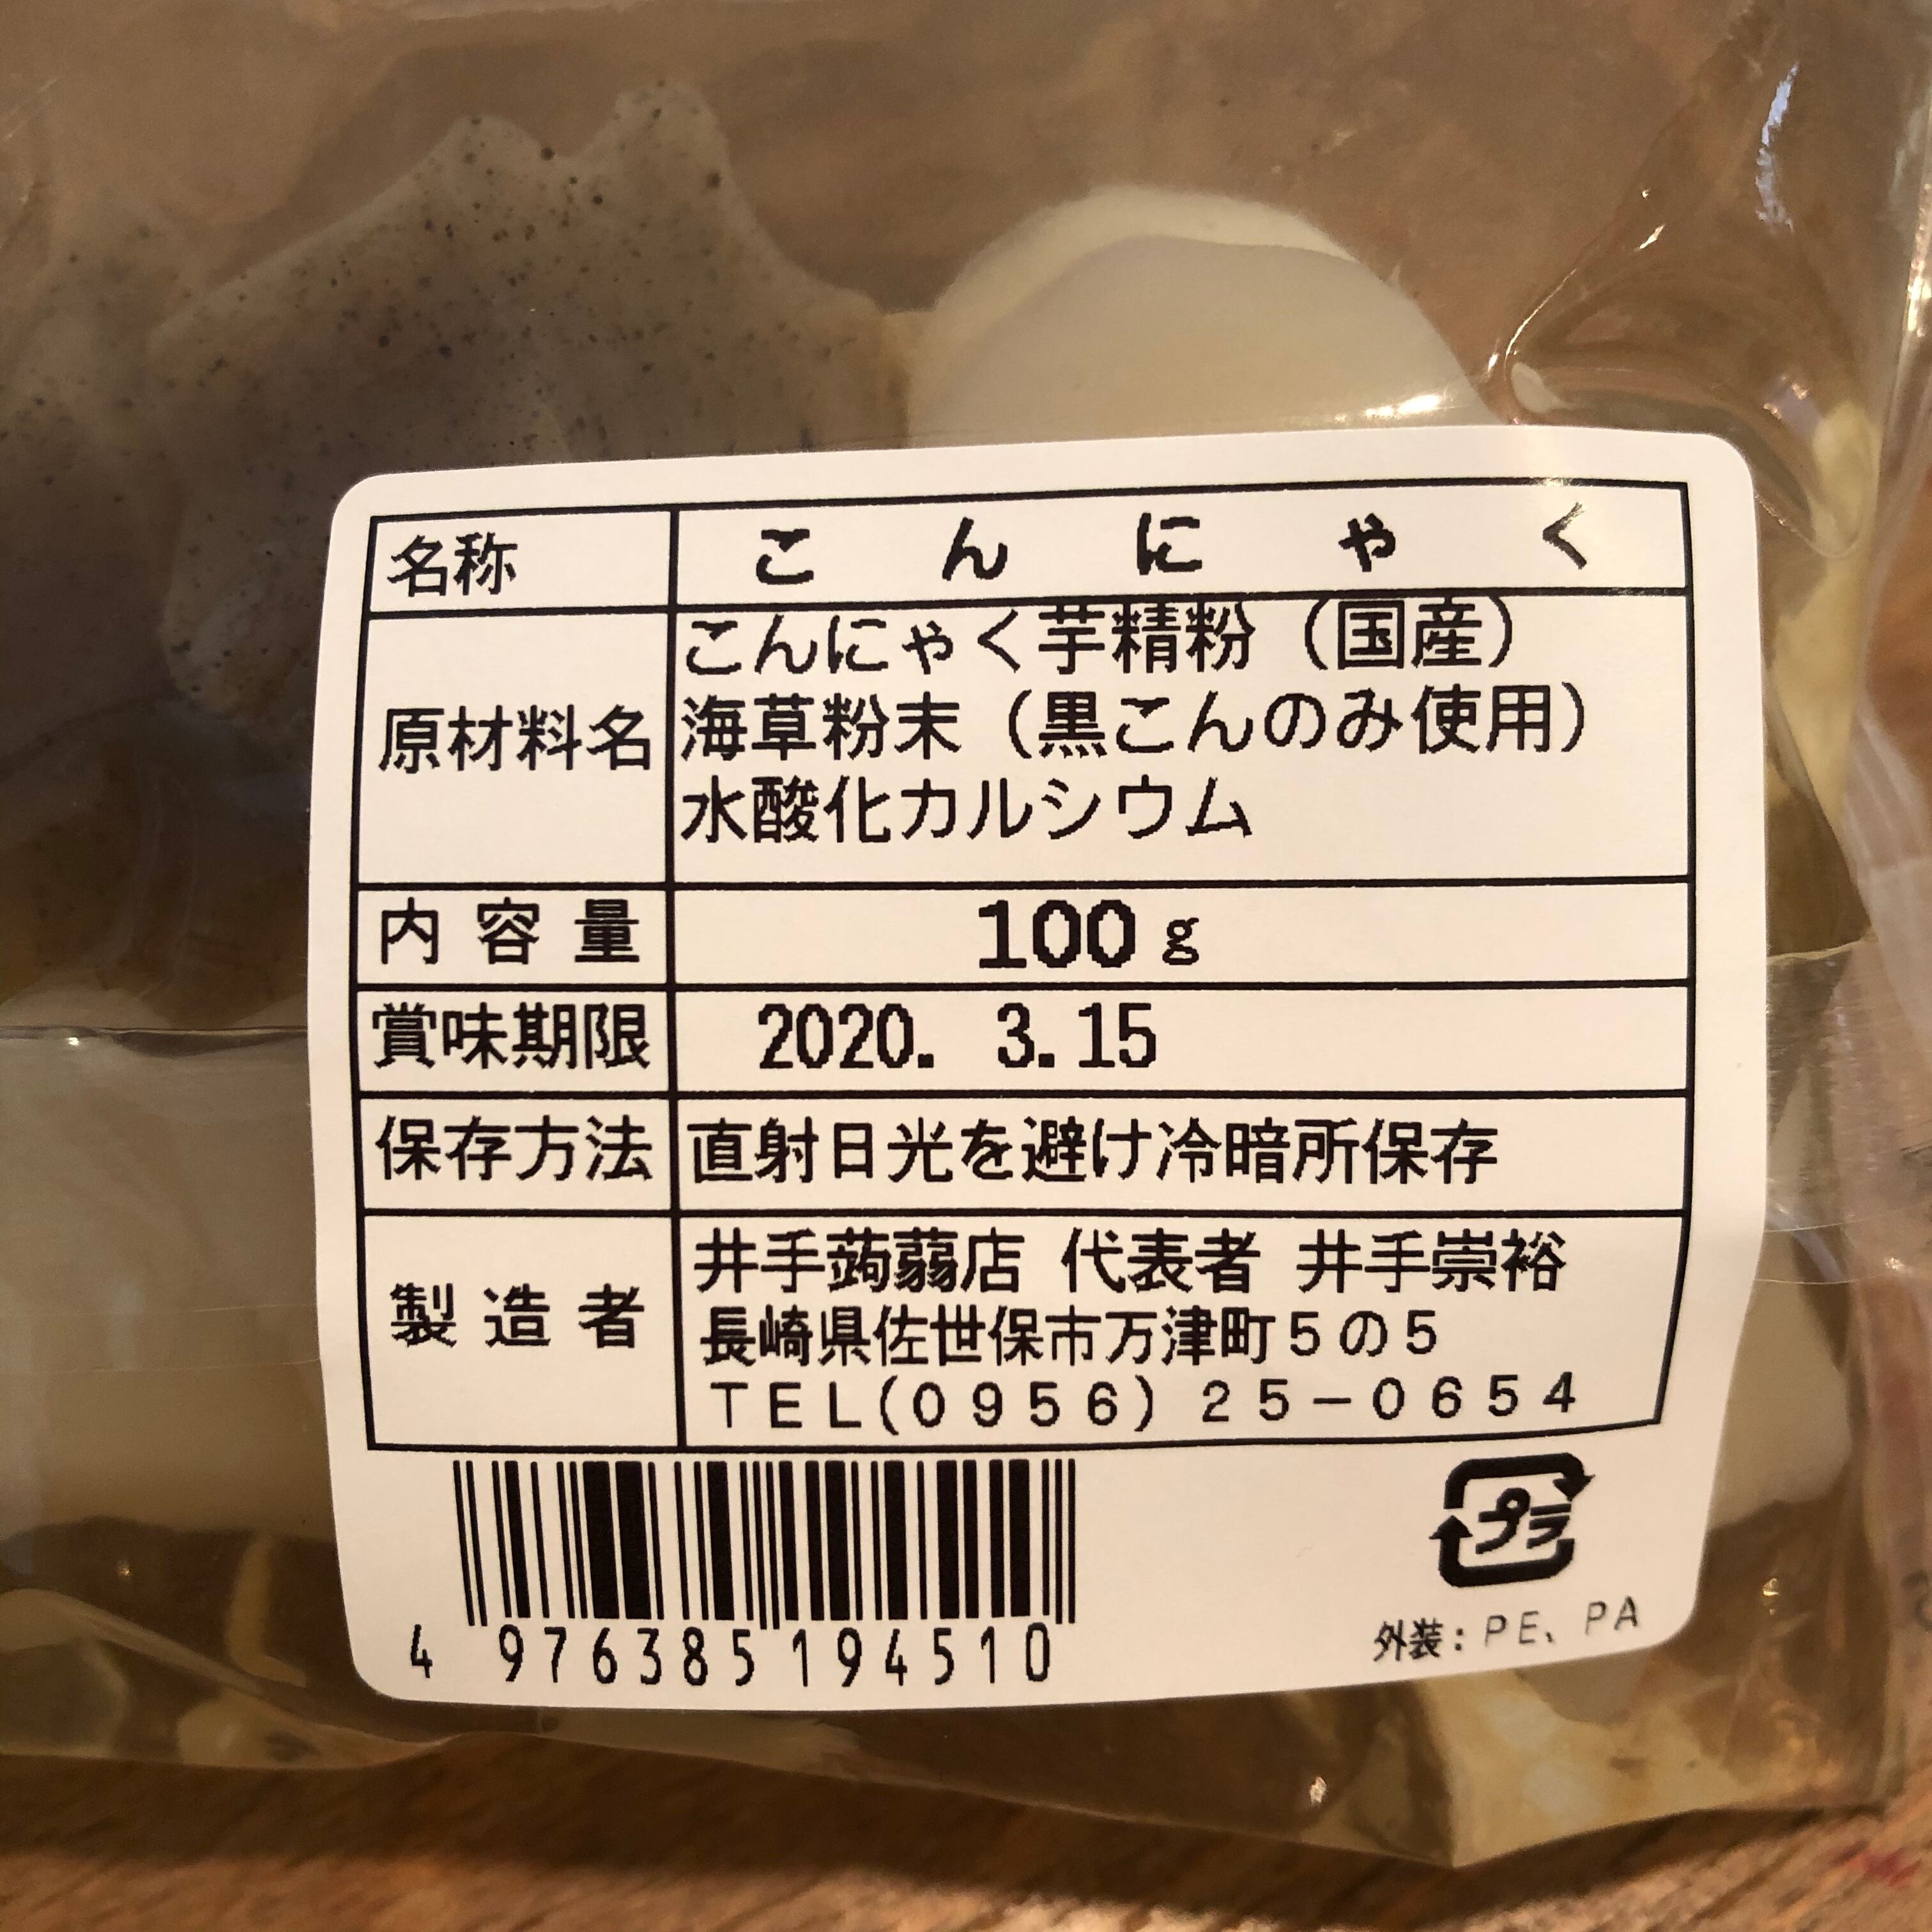 名称 こんにゃく
原材料名 こんにゃく芋精粉（国産）
海草粉末（黒こんのみ使用）
水酸化カルシウム
内容量 100g
賞味期限 2020. 3.15
保存方法 直射日光を避け冷暗所保存
製造者 井手蒟蒻店 代表者 井手崇裕
長崎県佐世保市万津町5の5
TEL(0956) 25-0654
4 976385 194510
プラ
外装：PE、PA